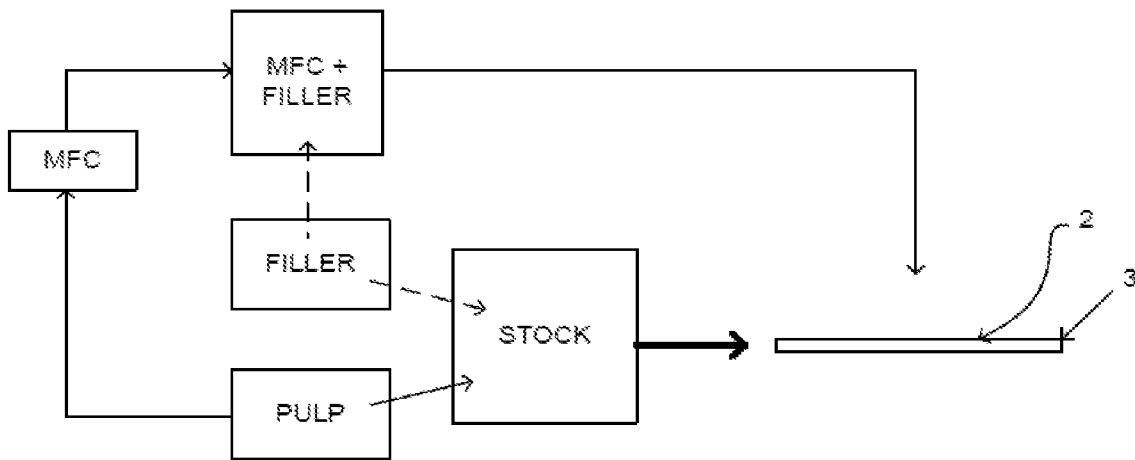 MFC +
FILLER
MFC
FILLER
2
3
STOCK
PULP